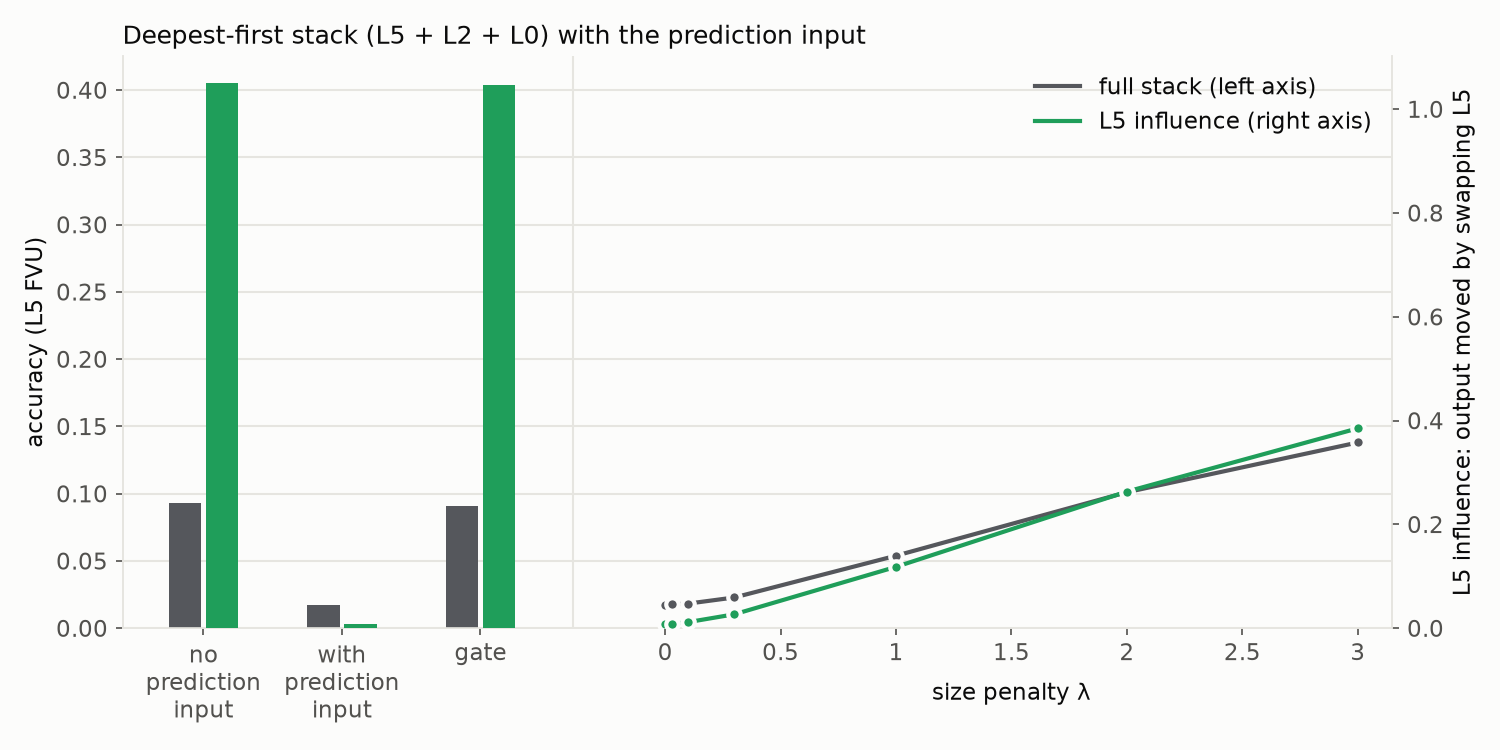 Deepest-first stack (L5 + L2 + L0) with the prediction input
full stack (left axis)
L5 influence (right axis)
accuracy (L5 FVU)
0.40
0.35
0.30
0.25
0.20
0.15
0.10
0.05
0.00
no
prediction
input
with
prediction
input
gate
0
0.5
1
1.5
2
2.5
3
size penalty λ
1.0
0.8
0.6
0.4
0.2
0.0
L5 influence: output moved by swapping L5